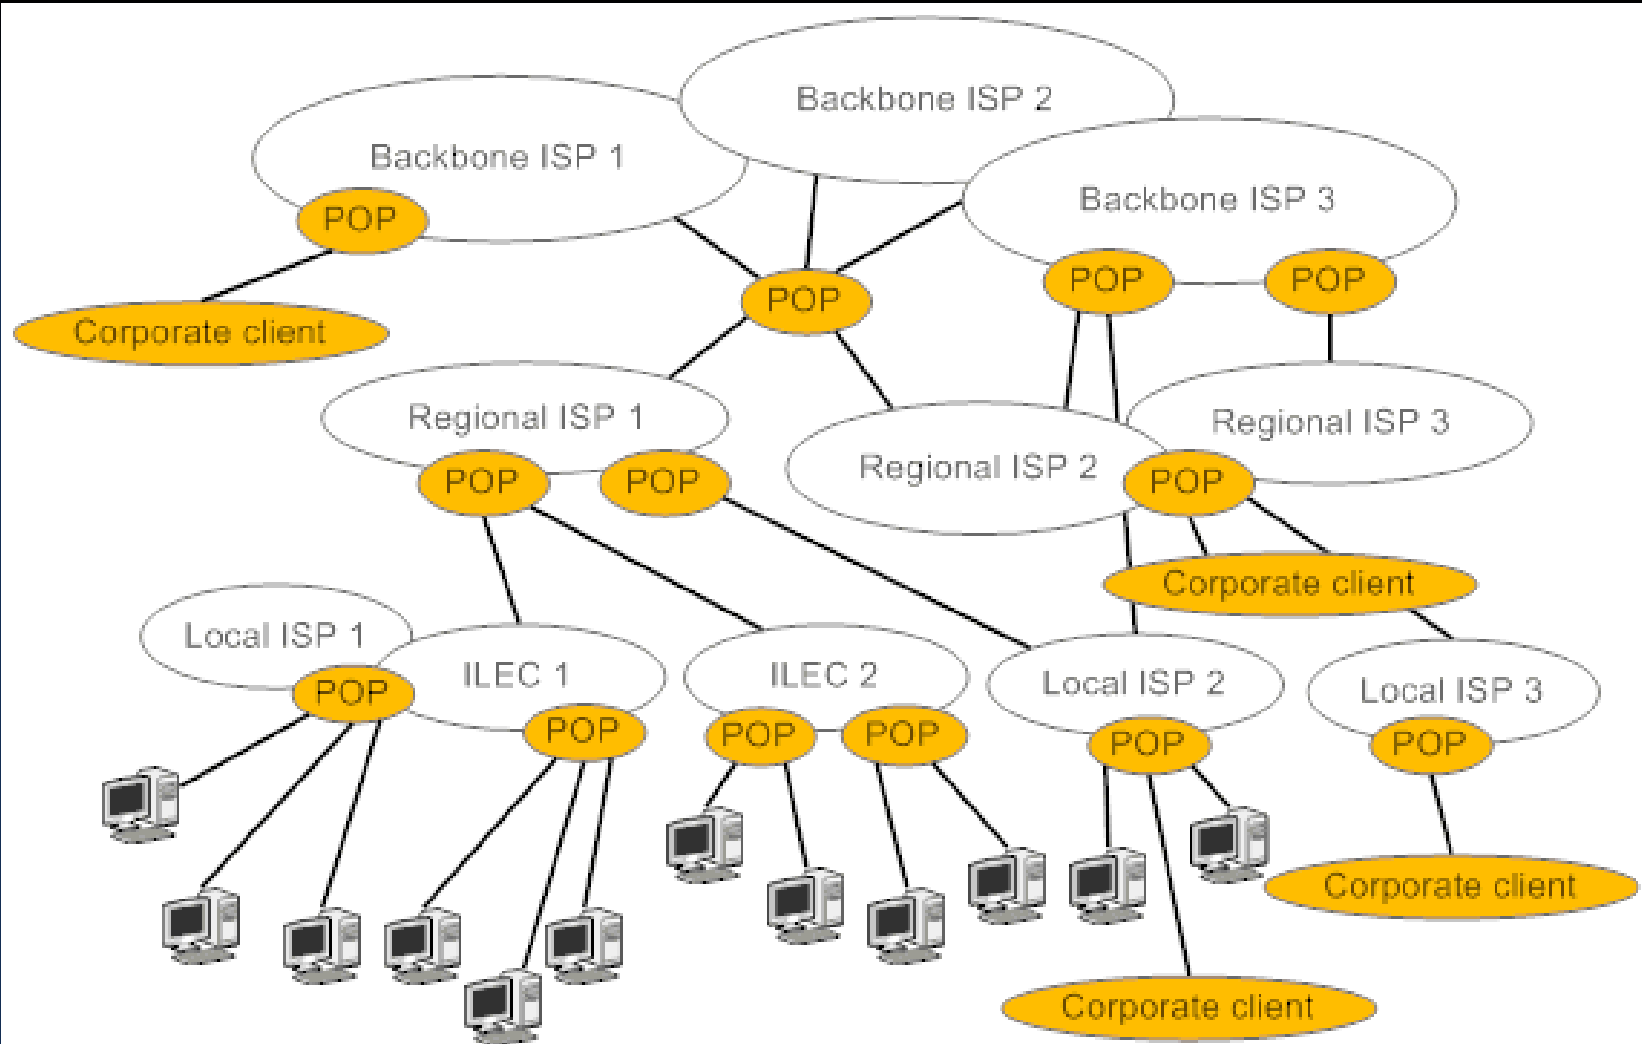 Backbone ISP 2
Backbone ISP 1
Backbone ISP 3
POP
POP
POP
POP
Corporate client
Regional ISP 1
Regional ISP 3
Regional ISP 2
POP
POP
POP
Corporate client
Local ISP 1
ILEC 1
ILEC 2
Local ISP 2
Local ISP 3
POP
POP
POP
POP
POP
POP
Corporate client
Corporate client